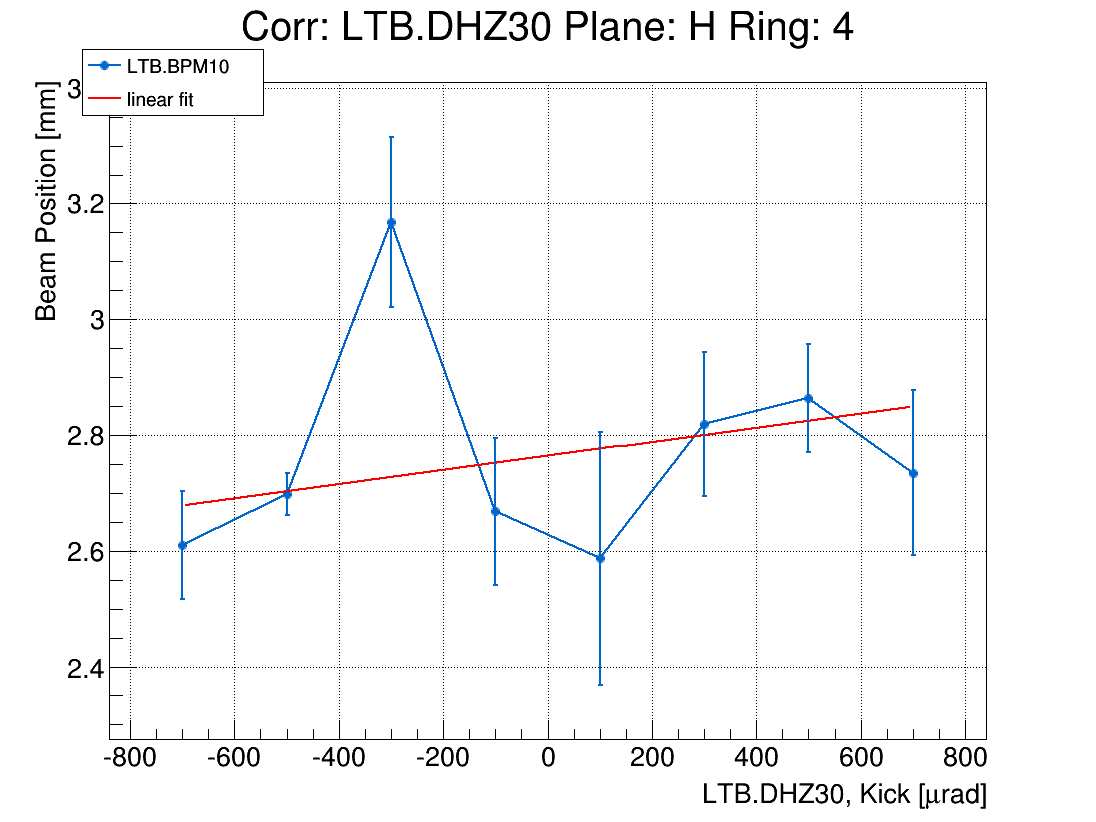 Corr: LTB.DHZ30 Plane: H Ring: 4
LTB.BPM10
linear fit
Beam Position [mm]
3
3.2
3
2.8
2.6
2.4
-800 -600 -400 -200 0 200 400 600 800
LTB.DHZ30, Kick [μrad]